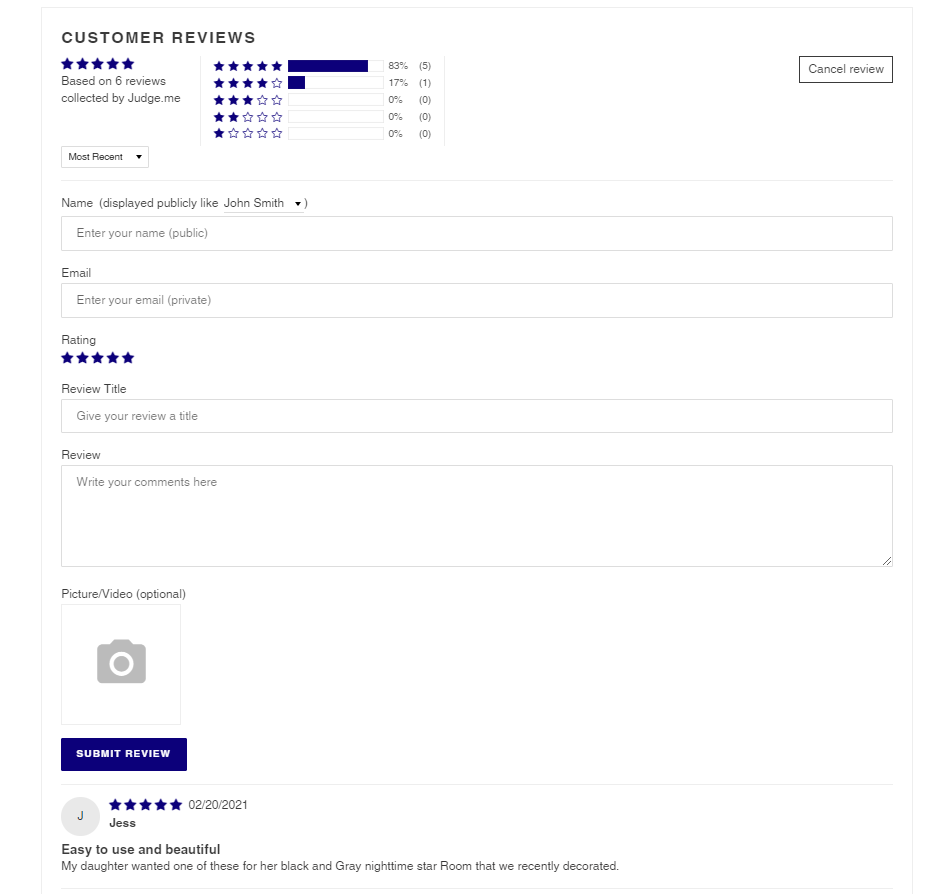 CUSTOMER REVIEWS
Based on 6 reviews
collected by Judge.me
83% (5)
17% (1)
0% (0)
0% (0)
0% (0)
Cancel review
Most Recent
Name (displayed publicly like John Smith )
Enter your name (public)
Email
Enter your email (private)
Rating
Review Title
Give your review a title
Review
Write your comments here
Picture/Video (optional)
SUBMIT REVIEW
J
02/20/2021
Jess
Easy to use and beautiful
My daughter wanted one of these for her black and Gray nighttime star Room that we recently decorated.